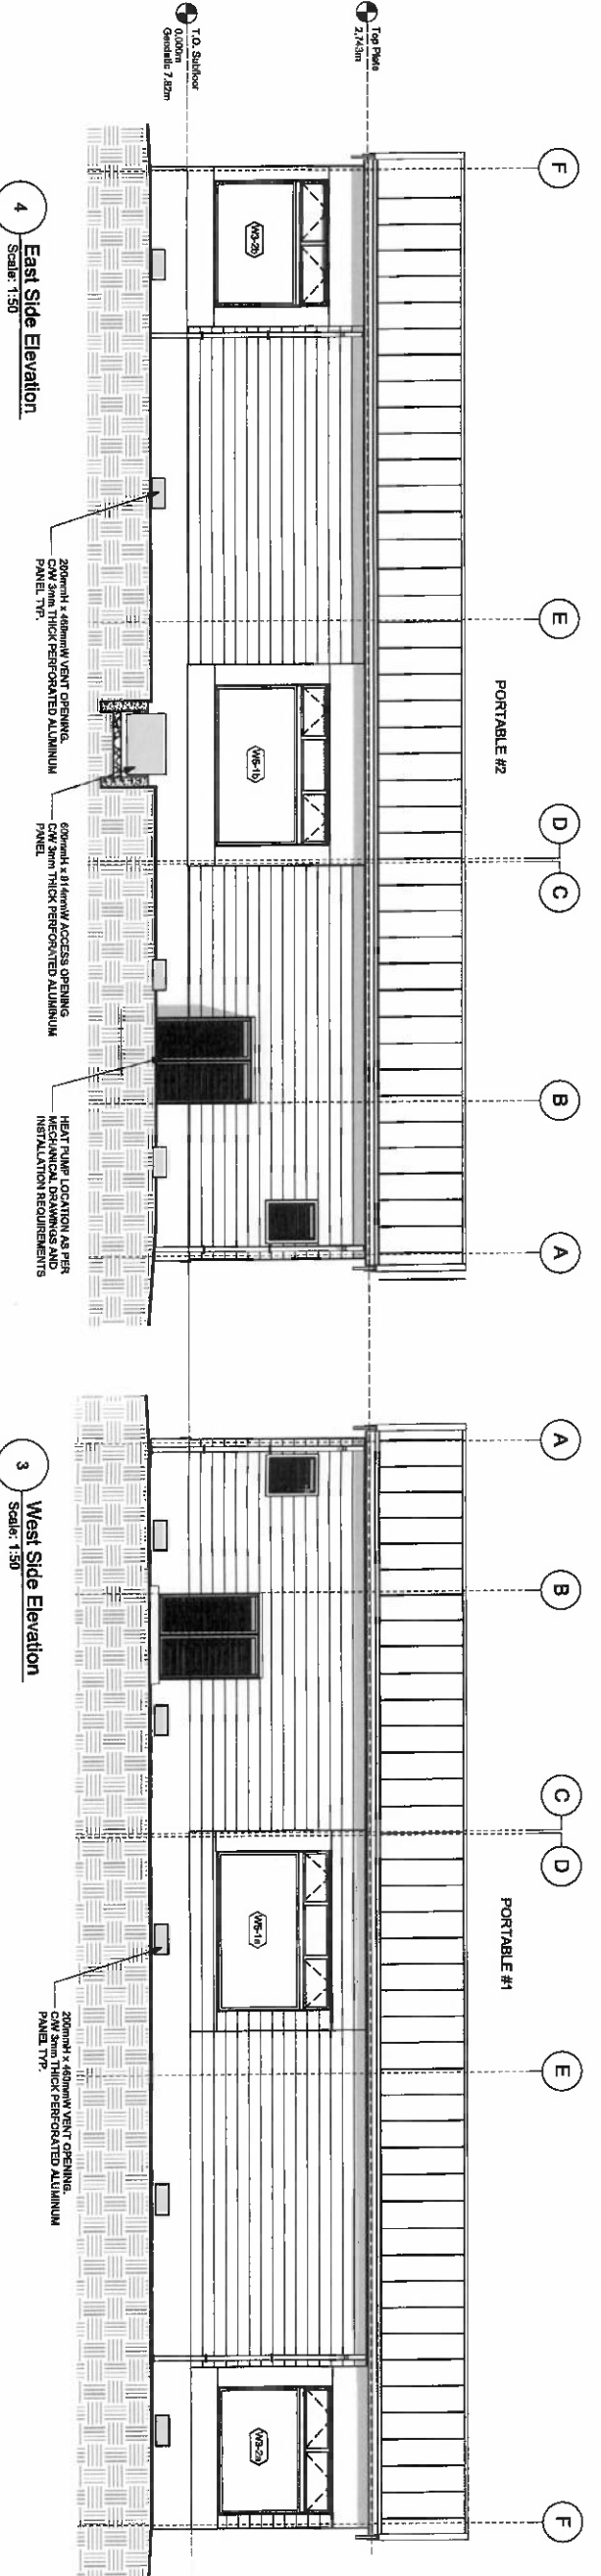 F
E
D
C
B
A
A
B
C
D
E
F
PORTABLE #2
PORTABLE #1
Top Plate
2.743m
T.O. Subfloor
0.000m
Geodetic 7.82m
W3-2b
W5-1b
W5-1a
W3-2a
200mmH x 460mmW VENT OPENING.
C/W 3mm THICK PERFORATED ALUMINUM
PANEL TYP.
600mmH x 914mmW ACCESS OPENING
C/W 3mm THICK PERFORATED ALUMINUM
PANEL
HEAT PUMP LOCATION AS PER
MECHANICAL DRAWINGS AND
INSTALLATION REQUIREMENTS
200mmH x 460mmW VENT OPENING.
C/W 3mm THICK PERFORATED ALUMINUM
PANEL TYP.
4
East Side Elevation
Scale: 1:50
3
West Side Elevation
Scale: 1:50